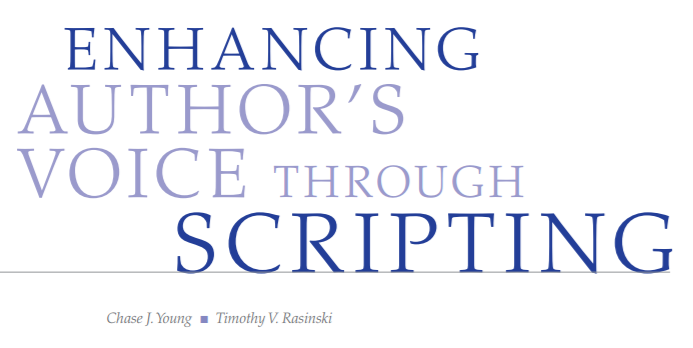 ENHANCING
AUTHOR'S
VOICE THROUGH
SCRIPTING
Chase J. Young ■ Timothy V. Rasinski